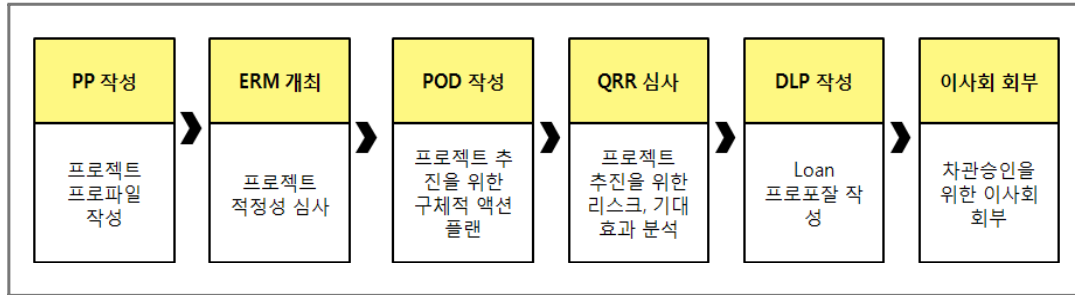 PP 작성
ERM 개최
POD 작성
QRR 심사
DLP 작성
이사회 회부
프로젝트
프로파일
작성
프로젝트
적정성 심사
프로젝트 추
진을 위한
구체적 액션
플랜
프로젝트
추진을 위한
리스크, 기대
효과 분석
Loan
프로포잘 작
성
차관승인을
위한 이사회
회부